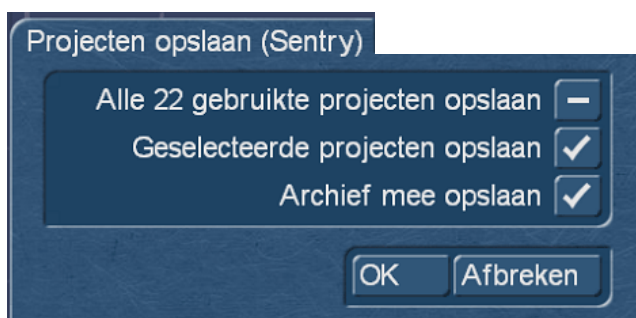 Projecten opslaan (Sentry)
Alle 22 gebruikte projecten opslaan
Geselecteerde projecten opslaan
Archief mee opslaan
OK Afbreken